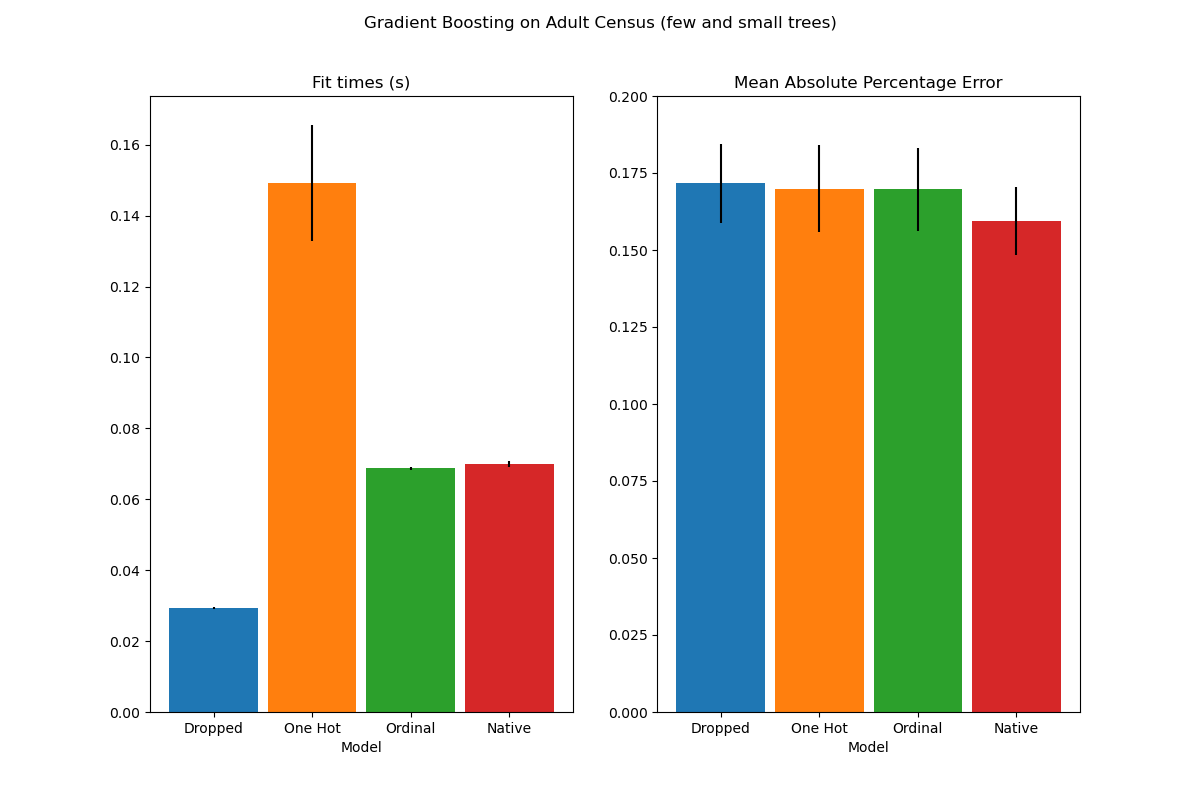 Gradient Boosting on Adult Census (few and small trees)
Fit times (s)
0.16
0.14
0.12
0.10
0.08
0.06
0.04
0.02
0.00
Dropped One Hot Ordinal Native
Model
Mean Absolute Percentage Error
0.200
0.175
0.150
0.125
0.100
0.075
0.050
0.025
0.000
Dropped One Hot Ordinal Native
Model